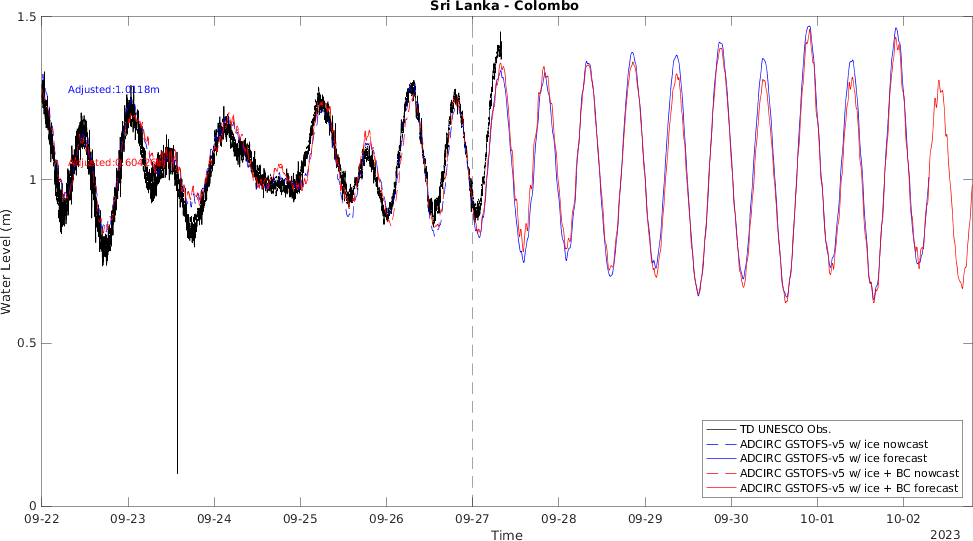 Sri Lanka - Colombo
1.5
Adjusted:1.0118m
1
Water Level (m)
0.5
TD UNESCO Obs.
ADCIRC GSTOFS-v5 w/ ice nowcast
ADCIRC GSTOFS-v5 w/ ice forecast
ADCIRC GSTOFS-v5 w/ ice + BC nowcast
ADCIRC GSTOFS-v5 w/ ice + BC forecast
0
09-22 09-23 09-24 09-25 09-26 09-27 09-28 09-29 09-30 10-01 10-02
Time
2023